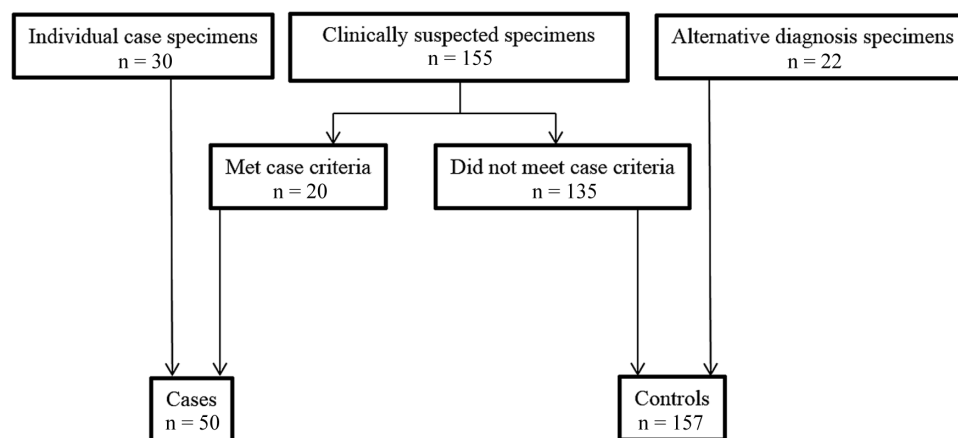 Individual case specimens
n = 30
Clinically suspected specimens
n = 155
Alternative diagnosis specimens
n = 22
Met case criteria
n = 20
Did not meet case criteria
n = 135
Cases
n = 50
Controls
n = 157